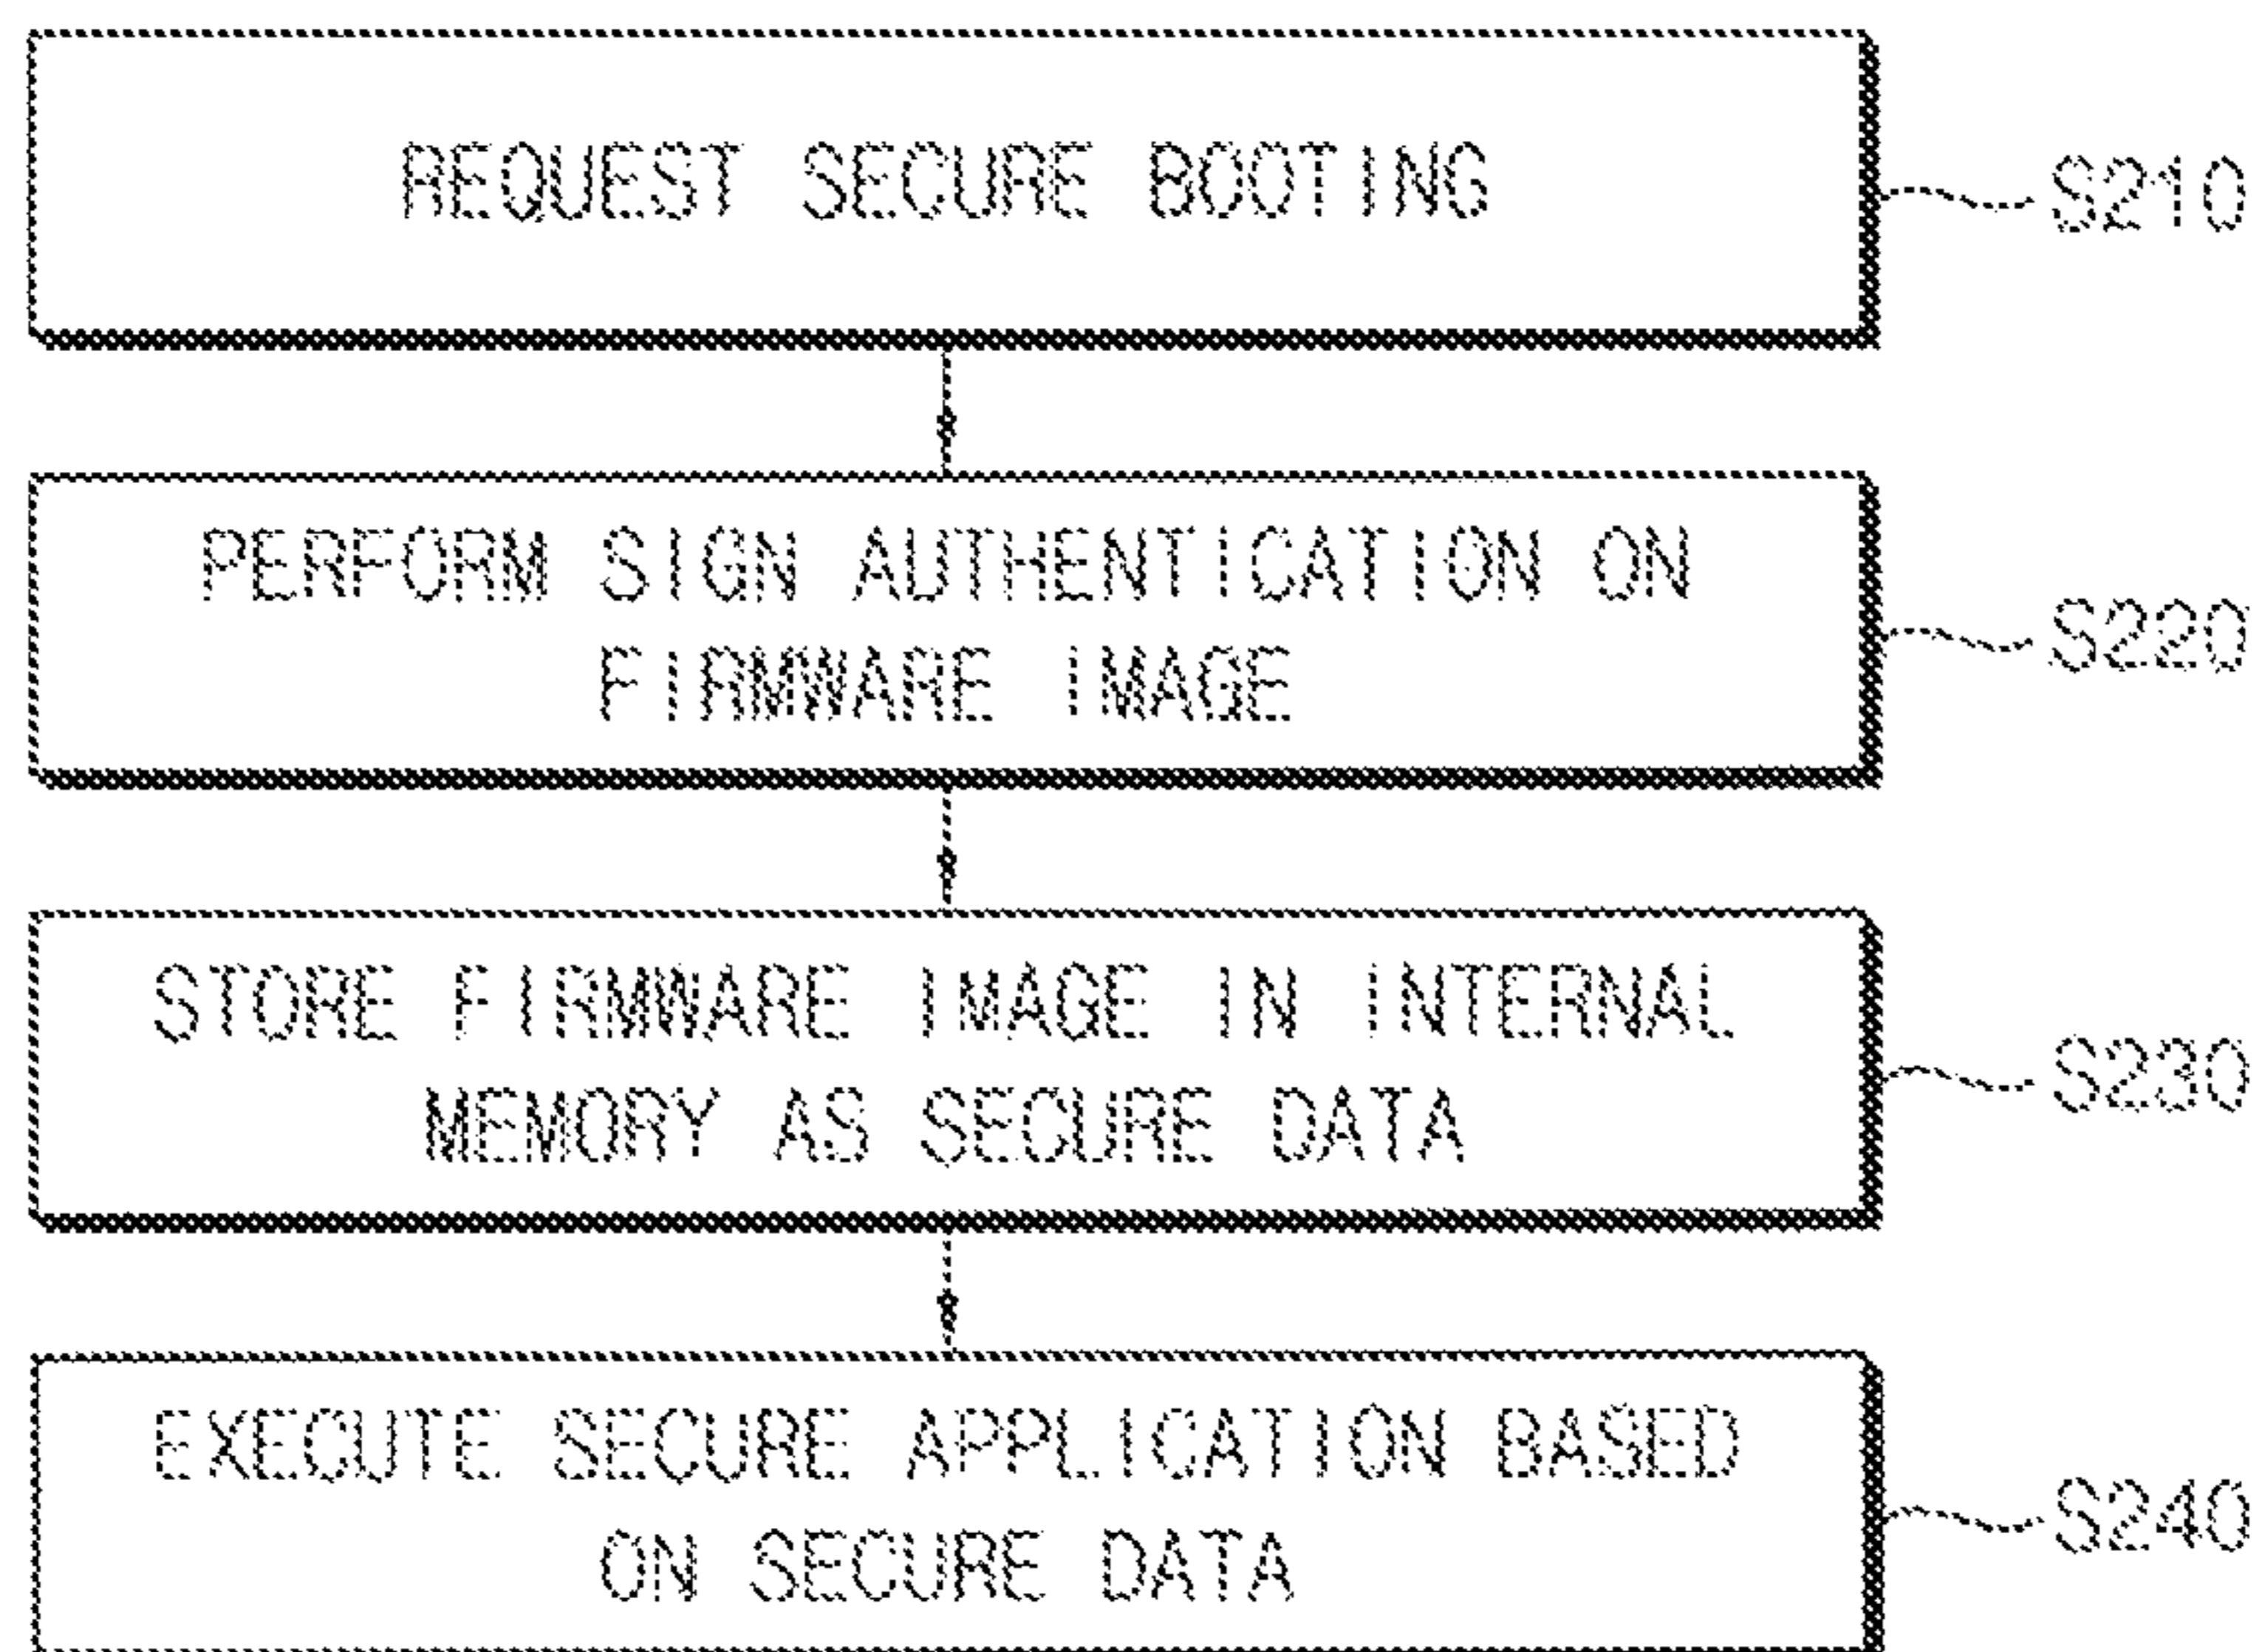 REQUEST SECURE BOOTING
S210
PERFORM SIGN AUTHENTICATION ON
FIRMWARE IMAGE
S220
STORE FIRMWARE IMAGE IN INTERNAL
MEMORY AS SECURE DATA
S230
EXECUTE SECURE APPLICATION BASED
ON SECURE DATA
S240